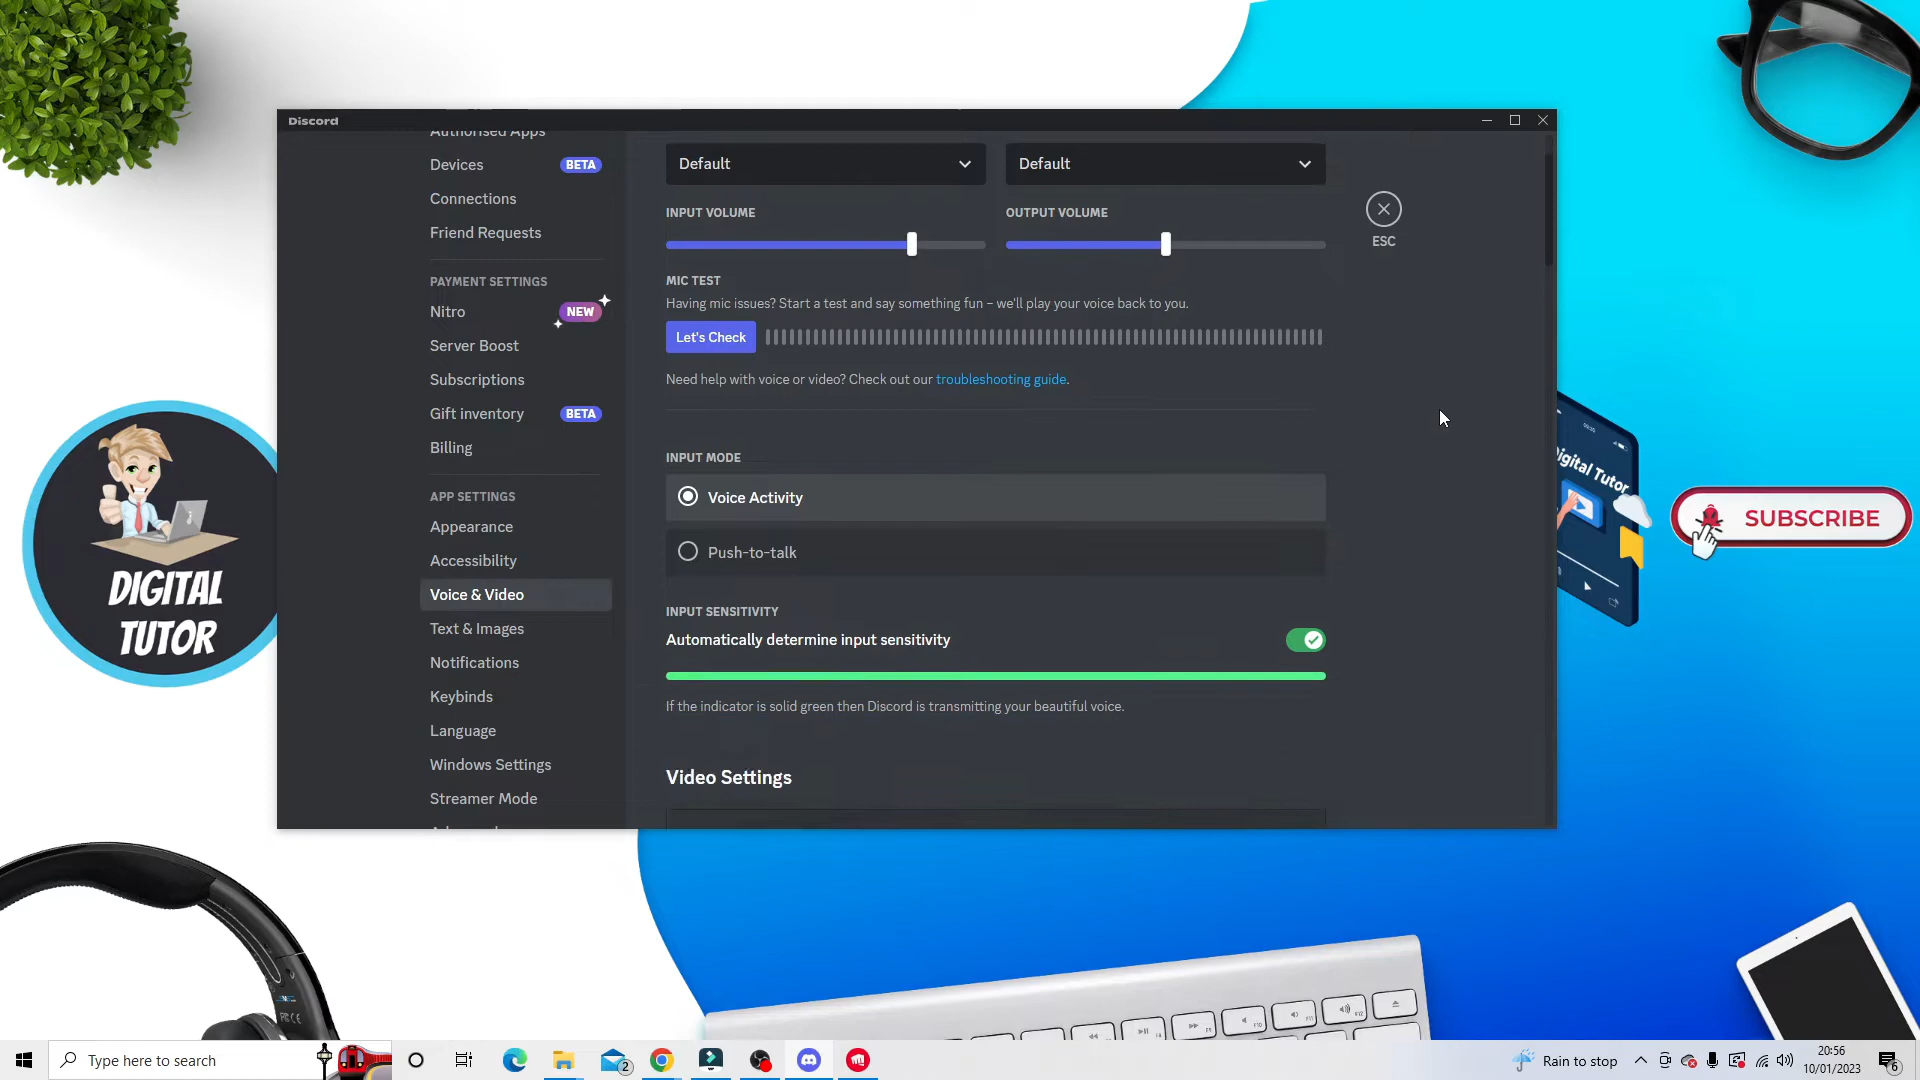 Discord
Authorised Apps
Devices BETA
Connections
Friend Requests
PAYMENT SETTINGS
Nitro NEW
Server Boost
Subscriptions
Gift inventory BETA
Billing
APP SETTINGS
Appearance
Accessibility
Voice & Video
Text & Images
Notifications
Keybinds
Language
Windows Settings
Streamer Mode
Default Default
INPUT VOLUME OUTPUT VOLUME
ESC
MIC TEST
Having mic issues? Start a test and say something fun – we'll play your voice back to you.
Let's Check
Need help with voice or video? Check out our troubleshooting guide.
INPUT MODE
Voice Activity
Push-to-talk
INPUT SENSITIVITY
Automatically determine input sensitivity
If the indicator is solid green then Discord is transmitting your beautiful voice.
Video Settings
DIGITAL
TUTOR
igital Tutor
SUBSCRIBE
Type here to search
2
Rain to stop
20:56
10/01/2023
6